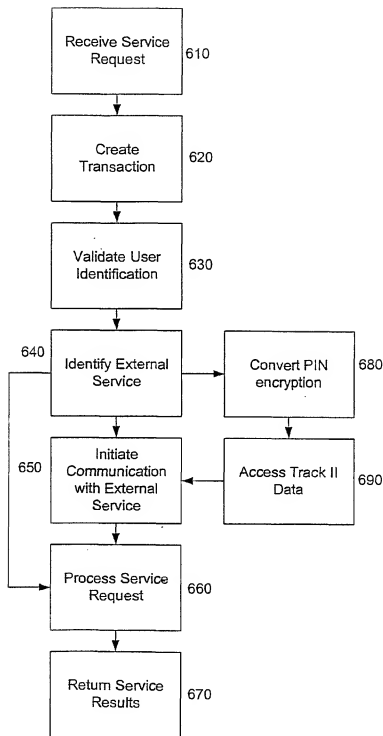 Receive Service
Request
610
Create
Transaction
620
Validate User
Identification
630
640
Identify External
Service
Convert PIN
encryption
680
650
Initiate
Communication
with External
Service
Access Track II
Data
690
Process Service
Request
660
Return Service
Results
670